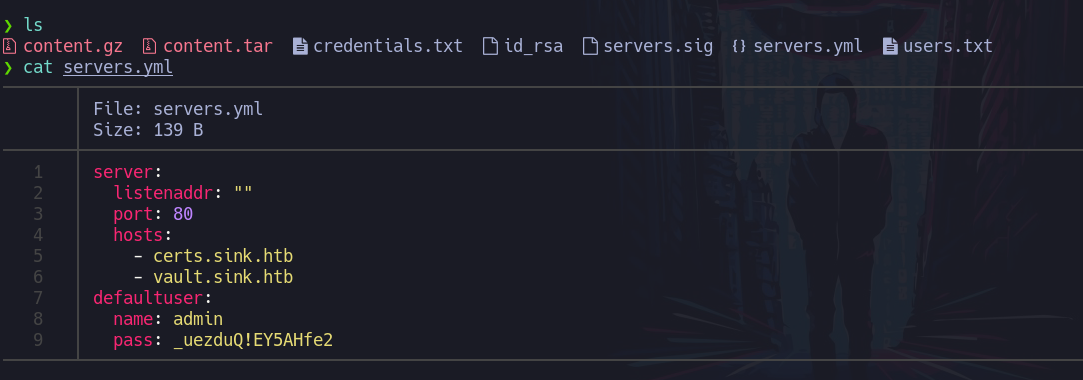 ❯ ls
content.gz content.tar credentials.txt id_rsa servers.sig servers.yml users.txt
❯ cat servers.yml
File: servers.yml
Size: 139 B
1 server:
2   listenaddr: ""
3   port: 80
4   hosts:
5     - certs.sink.htb
6     - vault.sink.htb
7 defaultuser:
8   name: admin
9   pass: _uezduQ!EY5AHfe2